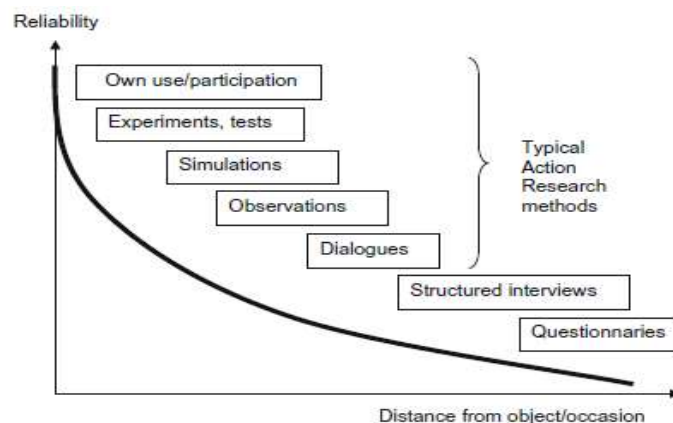 Reliability
Own use/participation
Experiments, tests
Simulations
Observations
Dialogues
Structured interviews
Questionnaries
Typical
Action
Research
methods
Distance from object/occasion